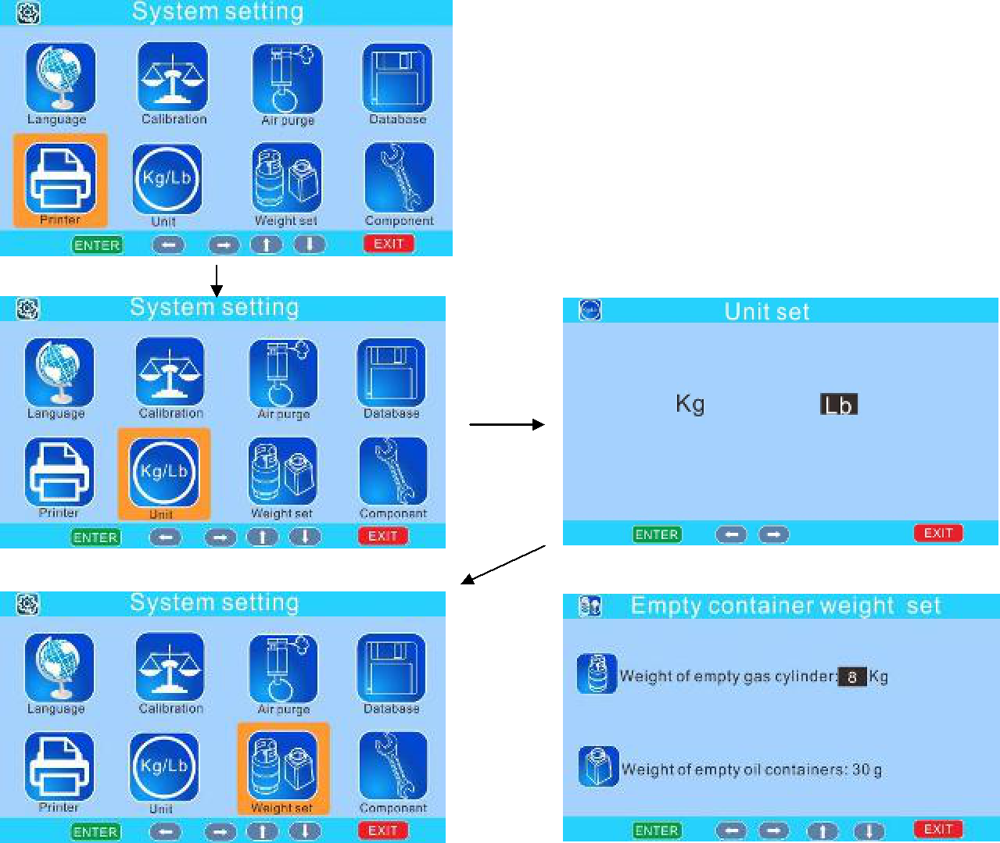 System setting
Language Calibration Air purge Database
Kg/Lb
Printer Unit Weight set Component
ENTER EXIT
System setting
Language Calibration Air purge Database
Kg/Lb
Printer Unit Weight set Component
ENTER EXIT
Unit set
Kg Lb
ENTER EXIT
System setting
Language Calibration Air purge Database
Kg/Lb
Printer Unit Weight set Component
ENTER EXIT
Empty container weight set
Weight of empty gas cylinder: 8 Kg
Weight of empty oil containers: 30 g
ENTER EXIT